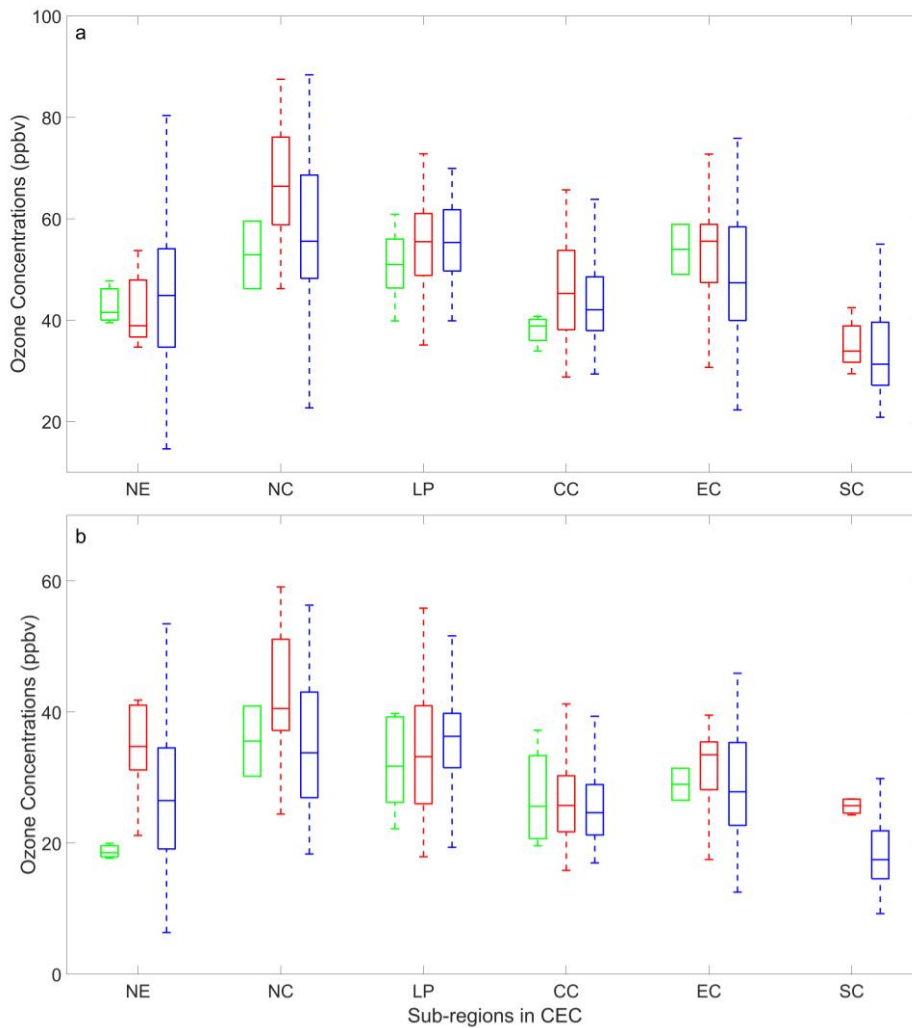 100
a
80
60
40
20
Ozone Concentrations (ppbv)
NE NC LP CC EC SC
b
60
40
20
0
Ozone Concentrations (ppbv)
NE NC LP CC EC SC
Sub-regions in CEC